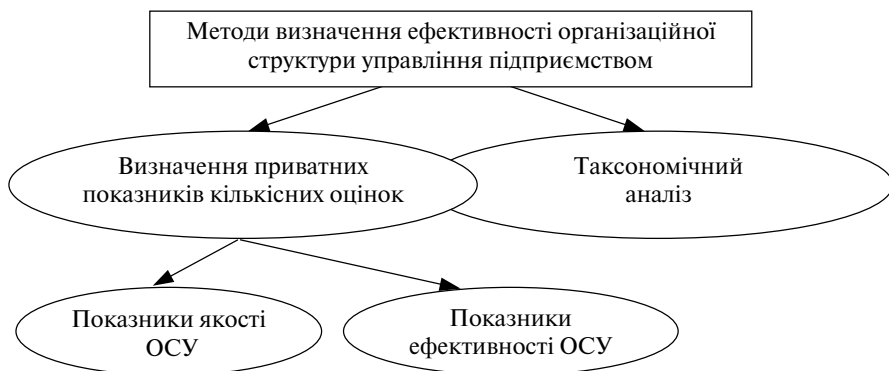 Методи визначення ефективності організаційної
структури управління підприємством
Визначення приватних
показників кількісних оцінок
Таксономічний
аналіз
Показники якості
ОСУ
Показники
ефективності ОСУ